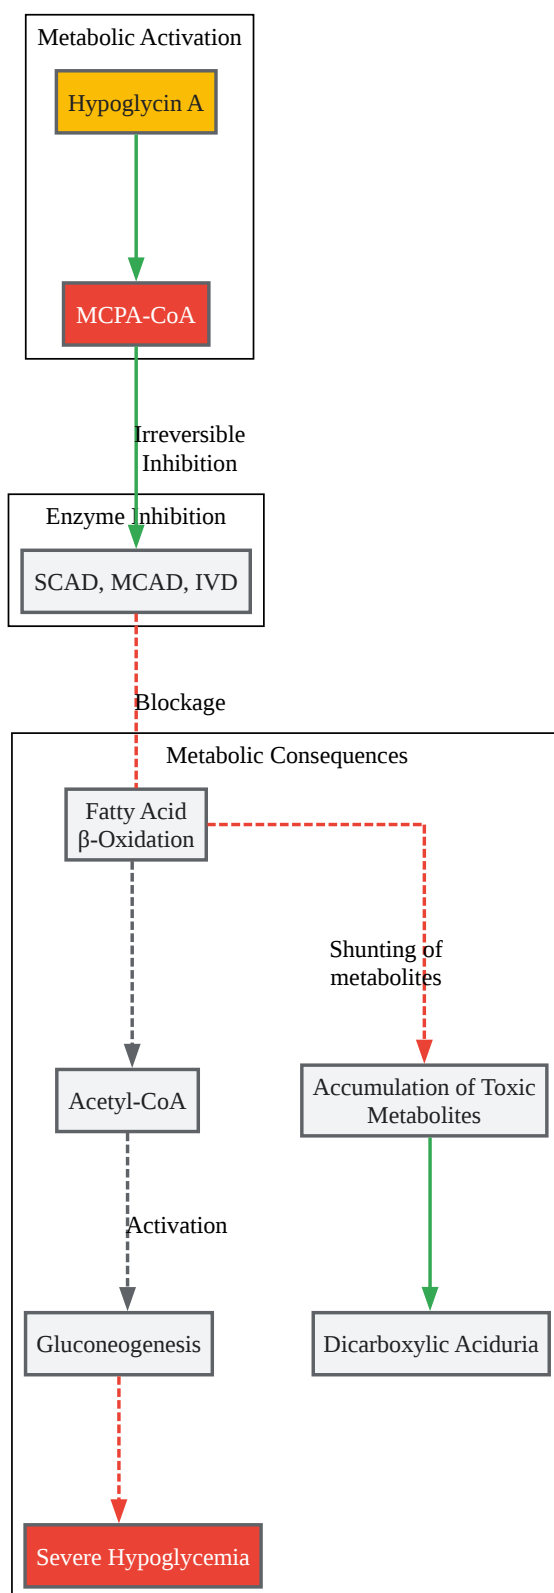 Metabolic Activation
Hypoglycin A
MCPA-CoA
Irreversible
Inhibition
Enzyme Inhibition
SCAD, MCAD, IVD
Blockage
Metabolic Consequences
Fatty Acid
β-Oxidation
Shunting of
metabolites
Acetyl-CoA
Accumulation of Toxic
Metabolites
Activation
Gluconeogenesis
Dicarboxylic Aciduria
Severe Hypoglycemia